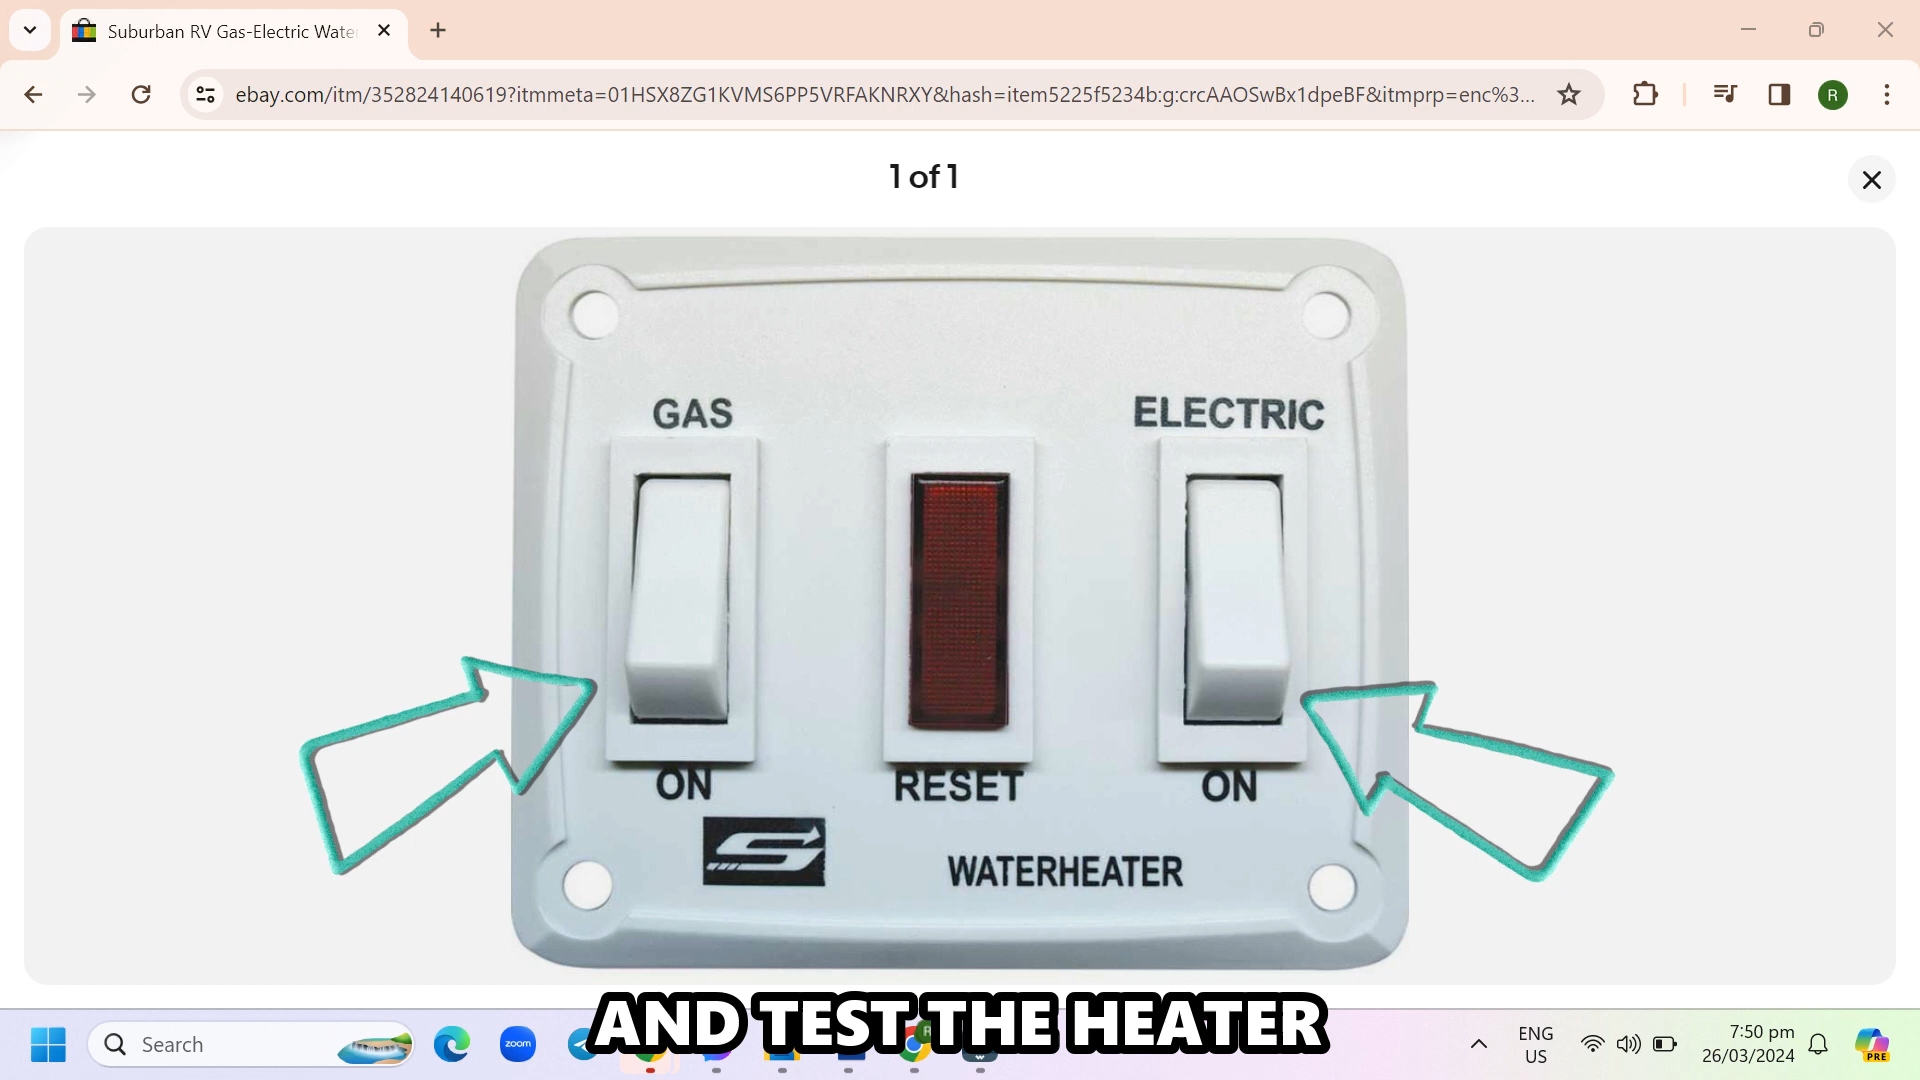 Suburban RV Gas-Electric Wate
ebay.com/itm/352824140619?itmmeta=01HSX8ZG1KVMS6PP5VRFAKNRXY&hash=item5225f5234b:g:crcAAOSwBx1dpeBF&itmprp=enc%3...
R
1 of 1
GAS
ELECTRIC
ON
RESET
ON
S
WATERHEATER
AND TEST THE HEATER
Search
zoom
R
ENG
US
7:50 pm
26/03/2024
PRE